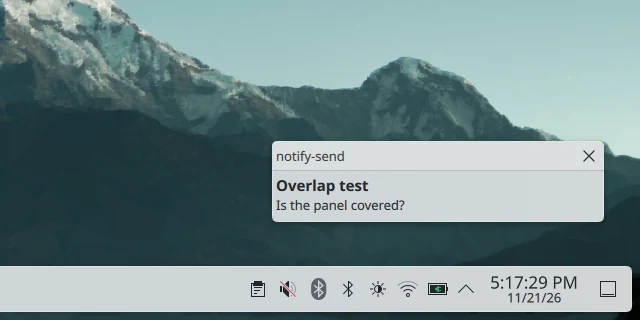 notify-send
Overlap test
Is the panel covered?
5:17:29 PM
11/21/26